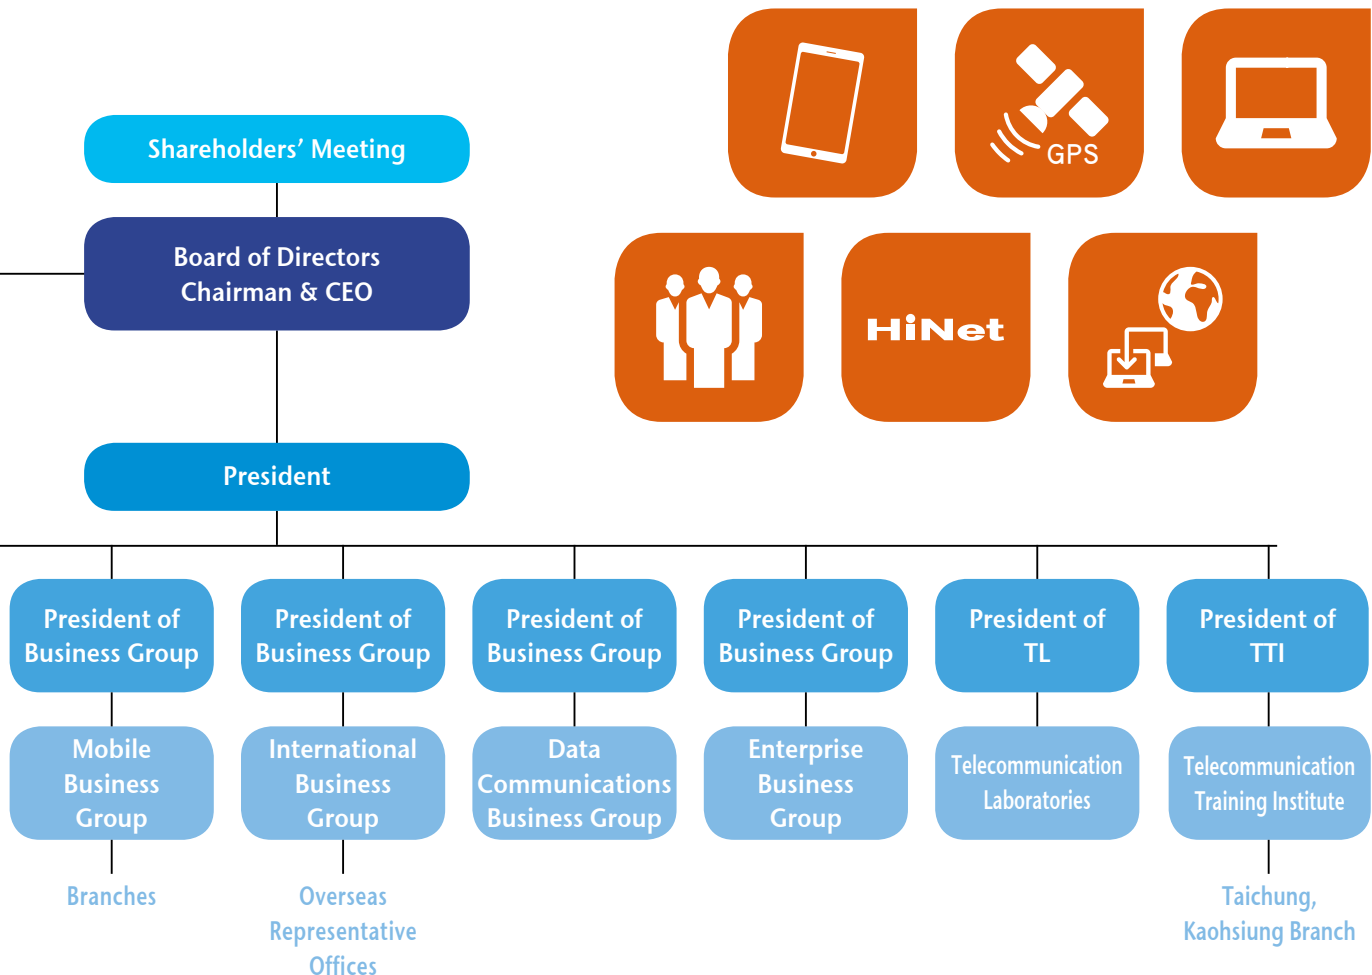 GPS
HiNet
Shareholders’ Meeting
Board of Directors
Chairman & CEO
President
President of
Business Group
President of
Business Group
President of
Business Group
President of
Business Group
President of
TL
President of
TTI
Mobile
Business
Group
International
Business
Group
Data
Communications
Business Group
Enterprise
Business
Group
Telecommunication
Laboratories
Telecommunication
Training Institute
Branches
Overseas
Representative
Offices
Taichung,
Kaohsiung Branch